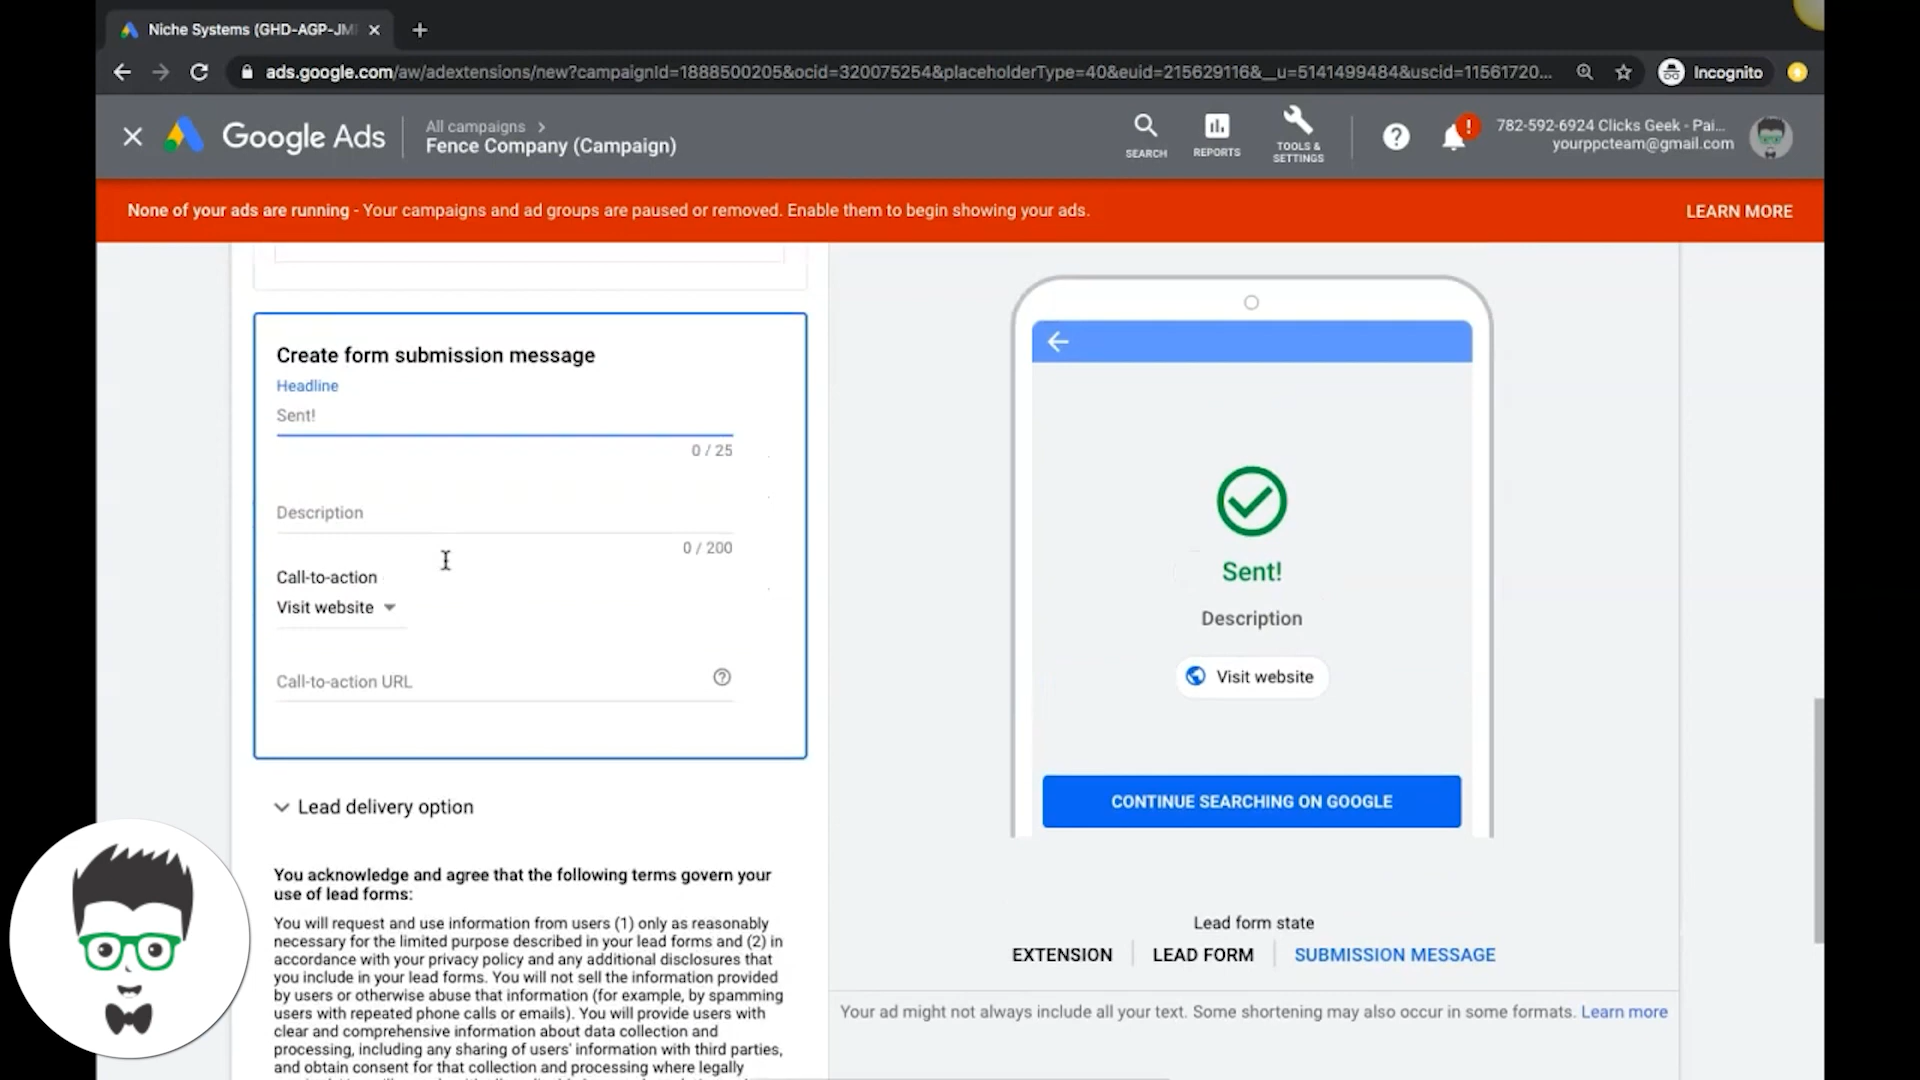 Niche Systems (GHD-AGP-JM
ads.google.com/aw/adextensions/new?campaignId=1888500205&ocid=320075254&placeholderType=40&euid=215629116&__u=5141499484&uscid=11561720...
Incognito
Google Ads
All campaigns >
Fence Company (Campaign)
SEARCH
REPORTS
TOOLS &
SETTINGS
782-592-6924 Clicks Geek - Pai...
yourppcteam@gmail.com
None of your ads are running - Your campaigns and ad groups are paused or removed. Enable them to begin showing your ads.
LEARN MORE
Create form submission message
Headline
Sent!
0 / 25
Description
0 / 200
Call-to-action
Visit website
Call-to-action URL
Lead delivery option
You acknowledge and agree that the following terms govern your
use of lead forms:
You will request and use information from users (1) only as reasonably
necessary for the limited purpose described in your lead forms and (2) in
accordance with your privacy policy and any additional disclosures that
you include in your lead forms. You will not sell the information provided
by users or otherwise abuse that information (for example, by spamming
users with repeated phone calls or emails). You will provide users with
clear and comprehensive information about data collection and
processing, including any sharing of users' information with third parties,
and obtain consent for that collection and processing where legally
Sent!
Description
Visit website
CONTINUE SEARCHING ON GOOGLE
Lead form state
EXTENSION
LEAD FORM
SUBMISSION MESSAGE
Your ad might not always include all your text. Some shortening may also occur in some formats. Learn more